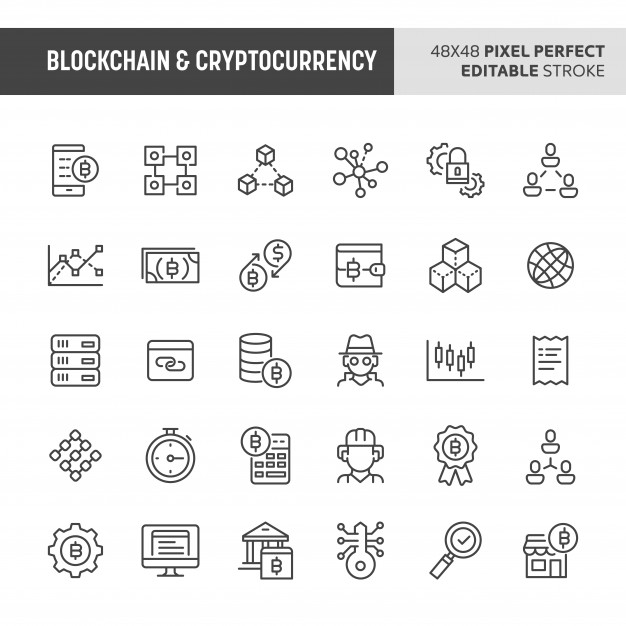 BLOCKCHAIN & CRYPTOCURRENCY
48X48 PIXEL PERFECT
EDITABLE STROKE